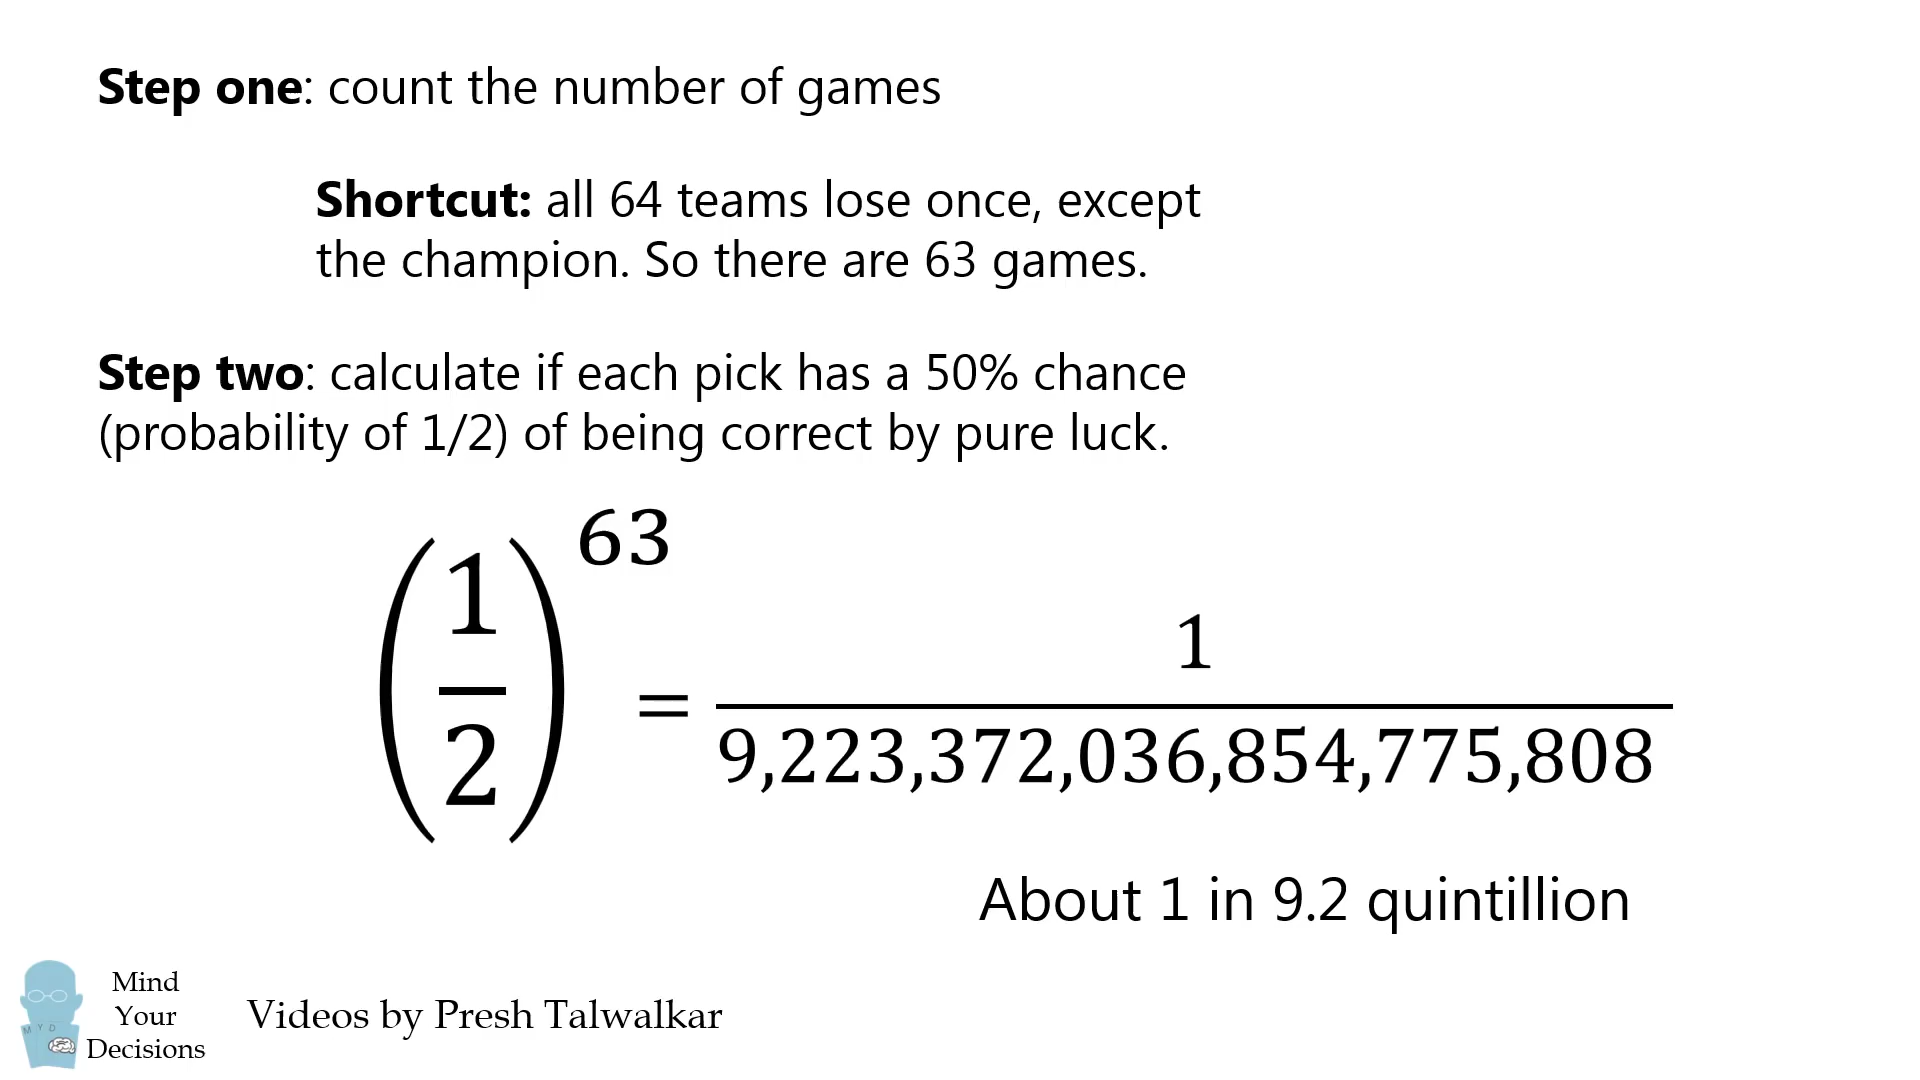 Step one: count the number of games
Shortcut: all 64 teams lose once, except
the champion. So there are 63 games.
Step two: calculate if each pick has a 50% chance
(probability of 1/2) of being correct by pure luck.
(1/2)^63 = 1/9,223,372,036,854,775,808
About 1 in 9.2 quintillion
M Y D
Mind
Your
Decisions
Videos by Presh Talwalkar